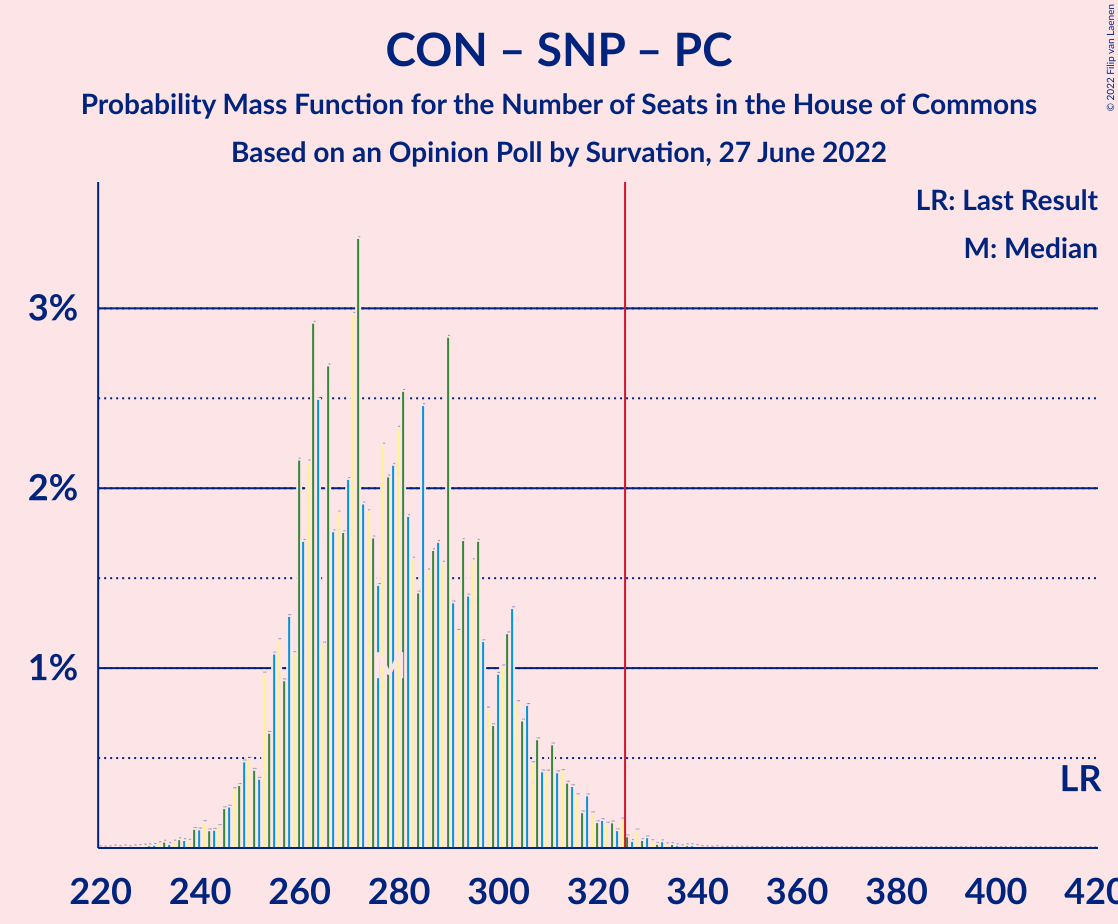 CON – SNP – PC
Probability Mass Function for the Number of Seats in the House of Commons
Based on an Opinion Poll by Survation, 27 June 2022
© 2022 Filip van Laenen
LR: Last Result
M: Median
3%
2%
1%
M
LR
220 240 260 280 300 320 340 360 380 400 420